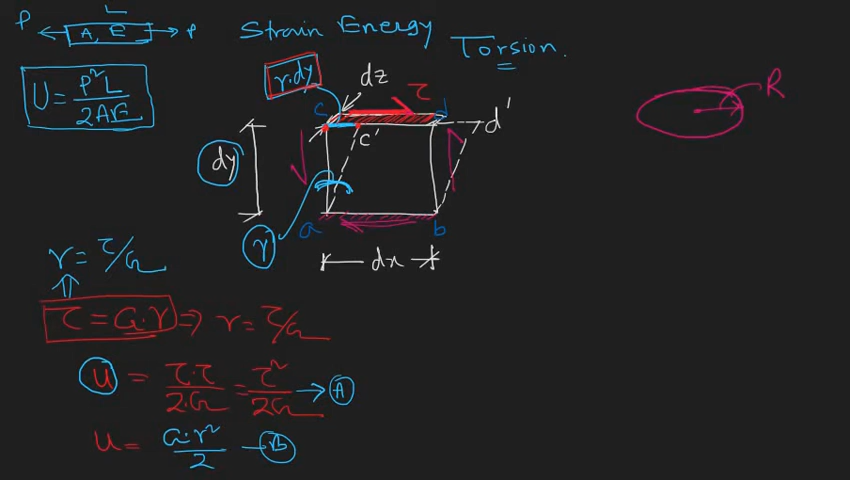 L
P A, E P
Strain Energy
Torsion.
U = P²L / 2AE
γ.dy
dz
τ
R
c d
d'
c'
dy
a b
γ
dx
γ = τ/G
τ = G.γ ⇒ γ = τ/G
u = τ.τ / 2.G = τ² / 2G → A
u = G.γ² / 2 — B